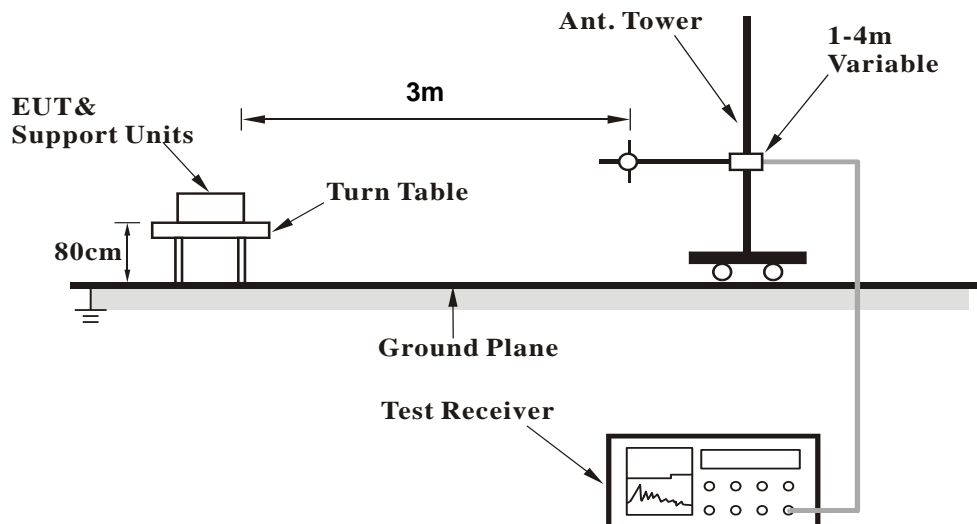 Ant. Tower
1-4m
Variable
3m
EUT&
Support Units
Turn Table
80cm
Ground Plane
Test Receiver